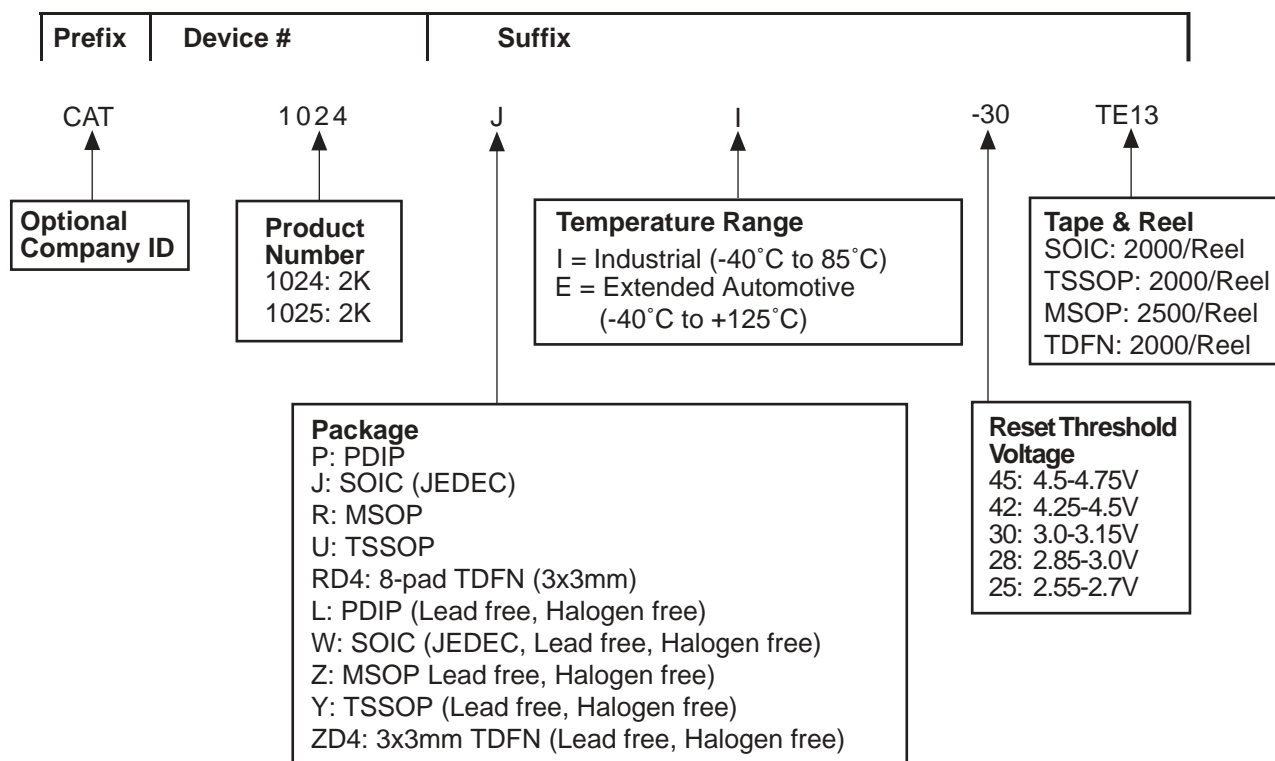 Prefix Device # Suffix
CAT 1024 J I -30 TE13
Optional
Company ID
Product
Number
1024: 2K
1025: 2K
Temperature Range
I = Industrial (-40˚C to 85˚C)
E = Extended Automotive
(-40˚C to +125˚C)
Tape & Reel
SOIC: 2000/Reel
TSSOP: 2000/Reel
MSOP: 2500/Reel
TDFN: 2000/Reel
Package
P: PDIP
J: SOIC (JEDEC)
R: MSOP
U: TSSOP
RD4: 8-pad TDFN (3x3mm)
L: PDIP (Lead free, Halogen free)
W: SOIC (JEDEC, Lead free, Halogen free)
Z: MSOP Lead free, Halogen free)
Y: TSSOP (Lead free, Halogen free)
ZD4: 3x3mm TDFN (Lead free, Halogen free)
Reset Threshold
Voltage
45: 4.5-4.75V
42: 4.25-4.5V
30: 3.0-3.15V
28: 2.85-3.0V
25: 2.55-2.7V